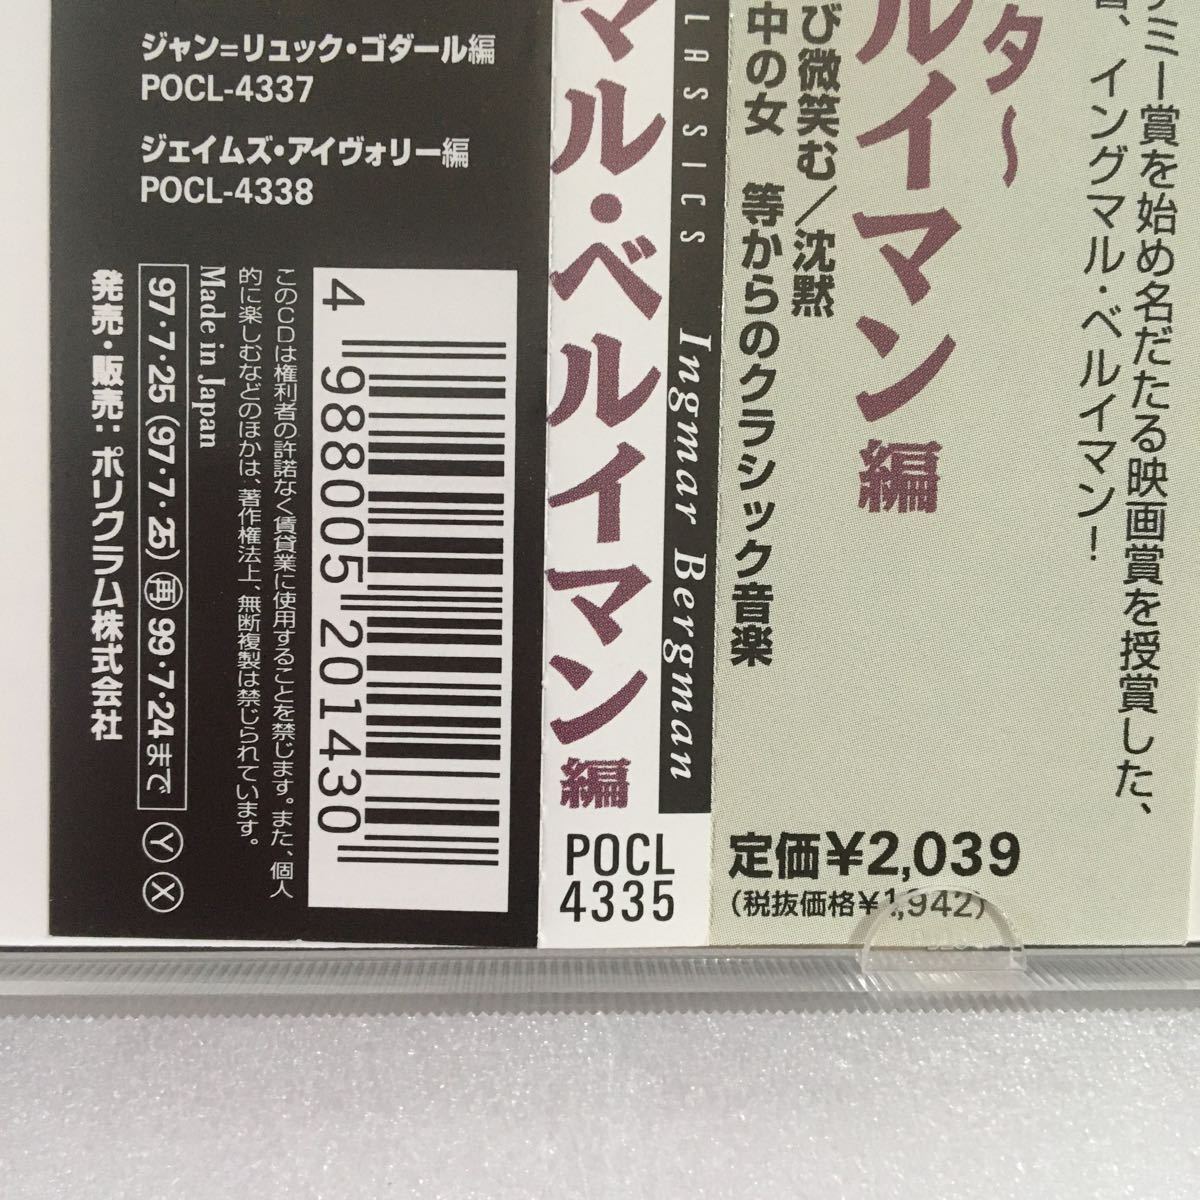 ジャン=リュック・ゴダール編
POCL-4337
ジェイムズ・アイヴォリー編
POCL-4338
4 988005 201430
このCDは権利者の許諾なく賃貸業に使用することを禁じます。また、個人
的に楽しむなどのほかは、著作権法上、無断複製は禁じられています。
Made in Japan
97・7・25 (97・7・25) 再 99・7・24まで Ⓨ Ⓧ
発売・販売:ポリグラム株式会社
LASSICS Ingmar Bergman
マル・ベルイマン編
POCL
4335
ミー賞を始め名だたる映画賞を授賞した、
、イングマル・ベルイマン!
ター〜
ルイマン編
び微笑む/沈黙
中の女 等からのクラシック音楽
定価¥2,039
(税抜価格¥1,942)